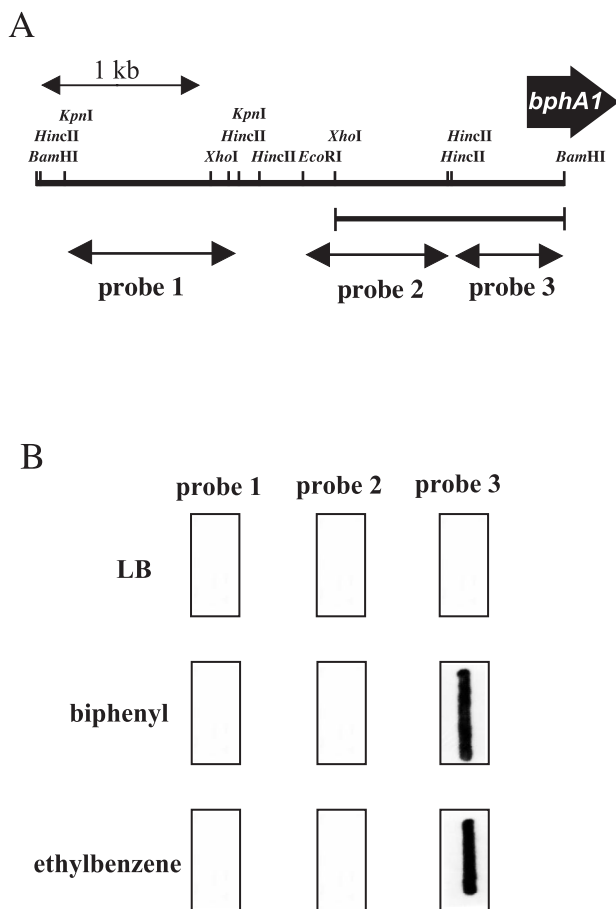 A
1 kb
bphA1
KpnI
KpnI
HincII
HincII
XhoI
HincII
BamHI
XhoI
HincII
EcoRI
HincII
BamHI
probe 1
probe 2
probe 3
B
probe 1
probe 2
probe 3
LB
biphenyl
ethylbenzene